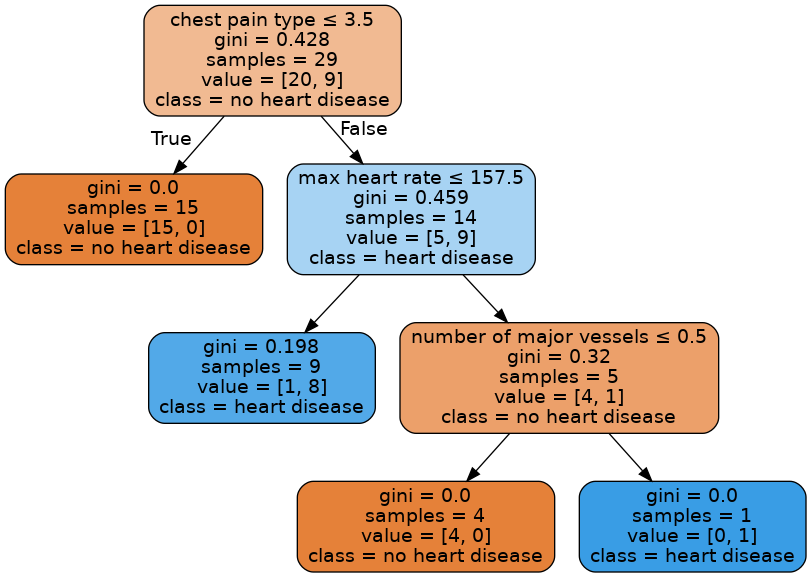 chest pain type ≤ 3.5
gini = 0.428
samples = 29
value = [20, 9]
class = no heart disease
True
False
gini = 0.0
samples = 15
value = [15, 0]
class = no heart disease
max heart rate ≤ 157.5
gini = 0.459
samples = 14
value = [5, 9]
class = heart disease
gini = 0.198
samples = 9
value = [1, 8]
class = heart disease
number of major vessels ≤ 0.5
gini = 0.32
samples = 5
value = [4, 1]
class = no heart disease
gini = 0.0
samples = 4
value = [4, 0]
class = no heart disease
gini = 0.0
samples = 1
value = [0, 1]
class = heart disease